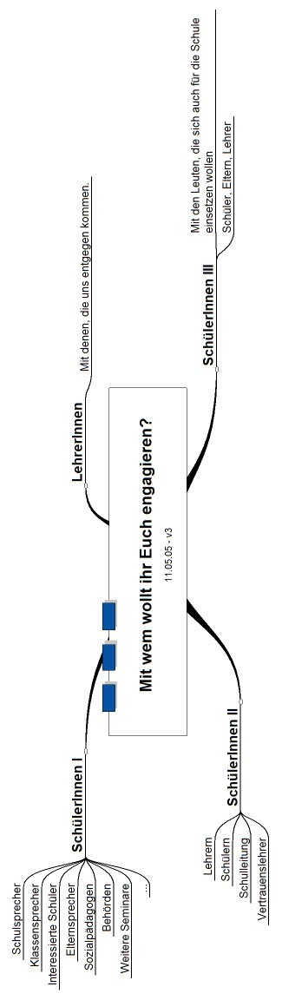 Mit wem wollt ihr Euch engagieren?
11.05.05 - v3
SchülerInnen I
Schulsprecher
Klassensprecher
Interessierte Schüler
Elternsprecher
Sozialpädagogen
Behörden
Weitere Seminare
...
LehrerInnen
Mit denen, die uns entgegen kommen.
SchülerInnen II
Lehrern
Schülern
Schulleitung
Vertrauenslehrer
SchülerInnen III
Mit den Leuten, die sich auch für die Schule
einsetzen wollen
Schüler, Eltern, Lehrer